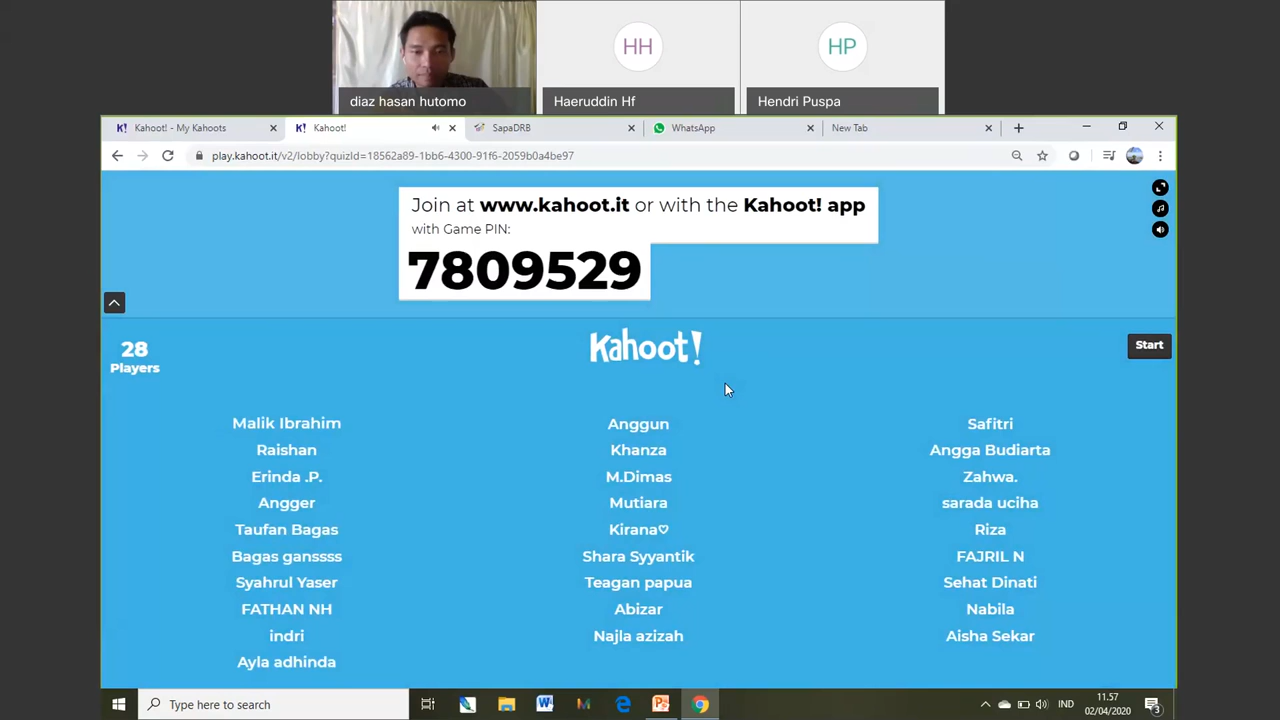 HH
HP
diaz hasan hutomo
Haeruddin Hf
Hendri Puspa
K! Kahoot! - My Kahoots
K! Kahoot!
SapaDRB
WhatsApp
New Tab
play.kahoot.it/v2/lobby?quizId=18562a89-1bb6-4300-91f6-2059b0a4be97
Join at www.kahoot.it or with the Kahoot! app
with Game PIN:
7809529
28
Players
Kahoot!
Start
Malik Ibrahim
Anggun
Safitri
Raishan
Khanza
Angga Budiarta
Erinda .P.
M.Dimas
Zahwa.
Angger
Mutiara
sarada uciha
Taufan Bagas
Kirana♡
Riza
Bagas ganssss
Shara Syyantik
FAJRIL N
Syahrul Yaser
Teagan papua
Sehat Dinati
FATHAN NH
Abizar
Nabila
indri
Najla azizah
Aisha Sekar
Ayla adhinda
Type here to search
IND
11.57
02/04/2020
3